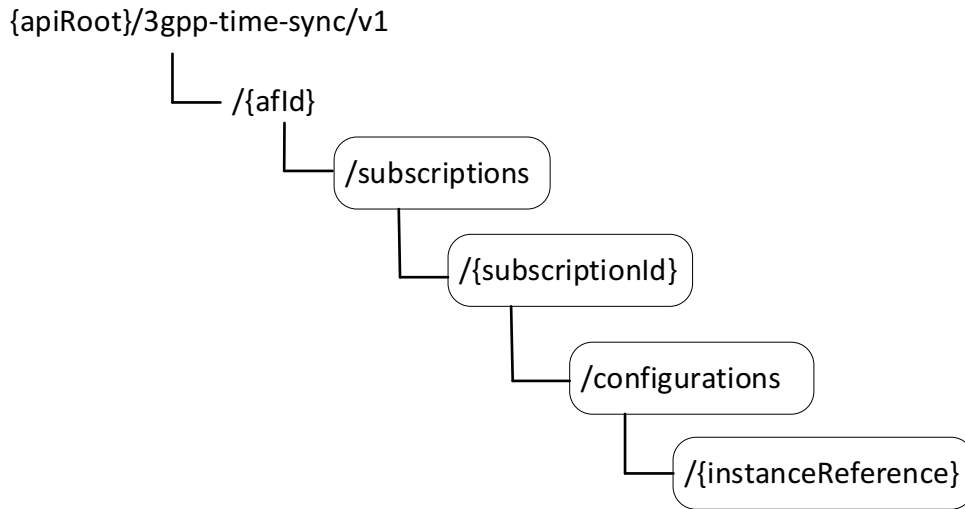 {apiRoot}/3gpp-time-sync/v1
/{afId}
/subscriptions
/{subscriptionId}
/configurations
/{instanceReference}